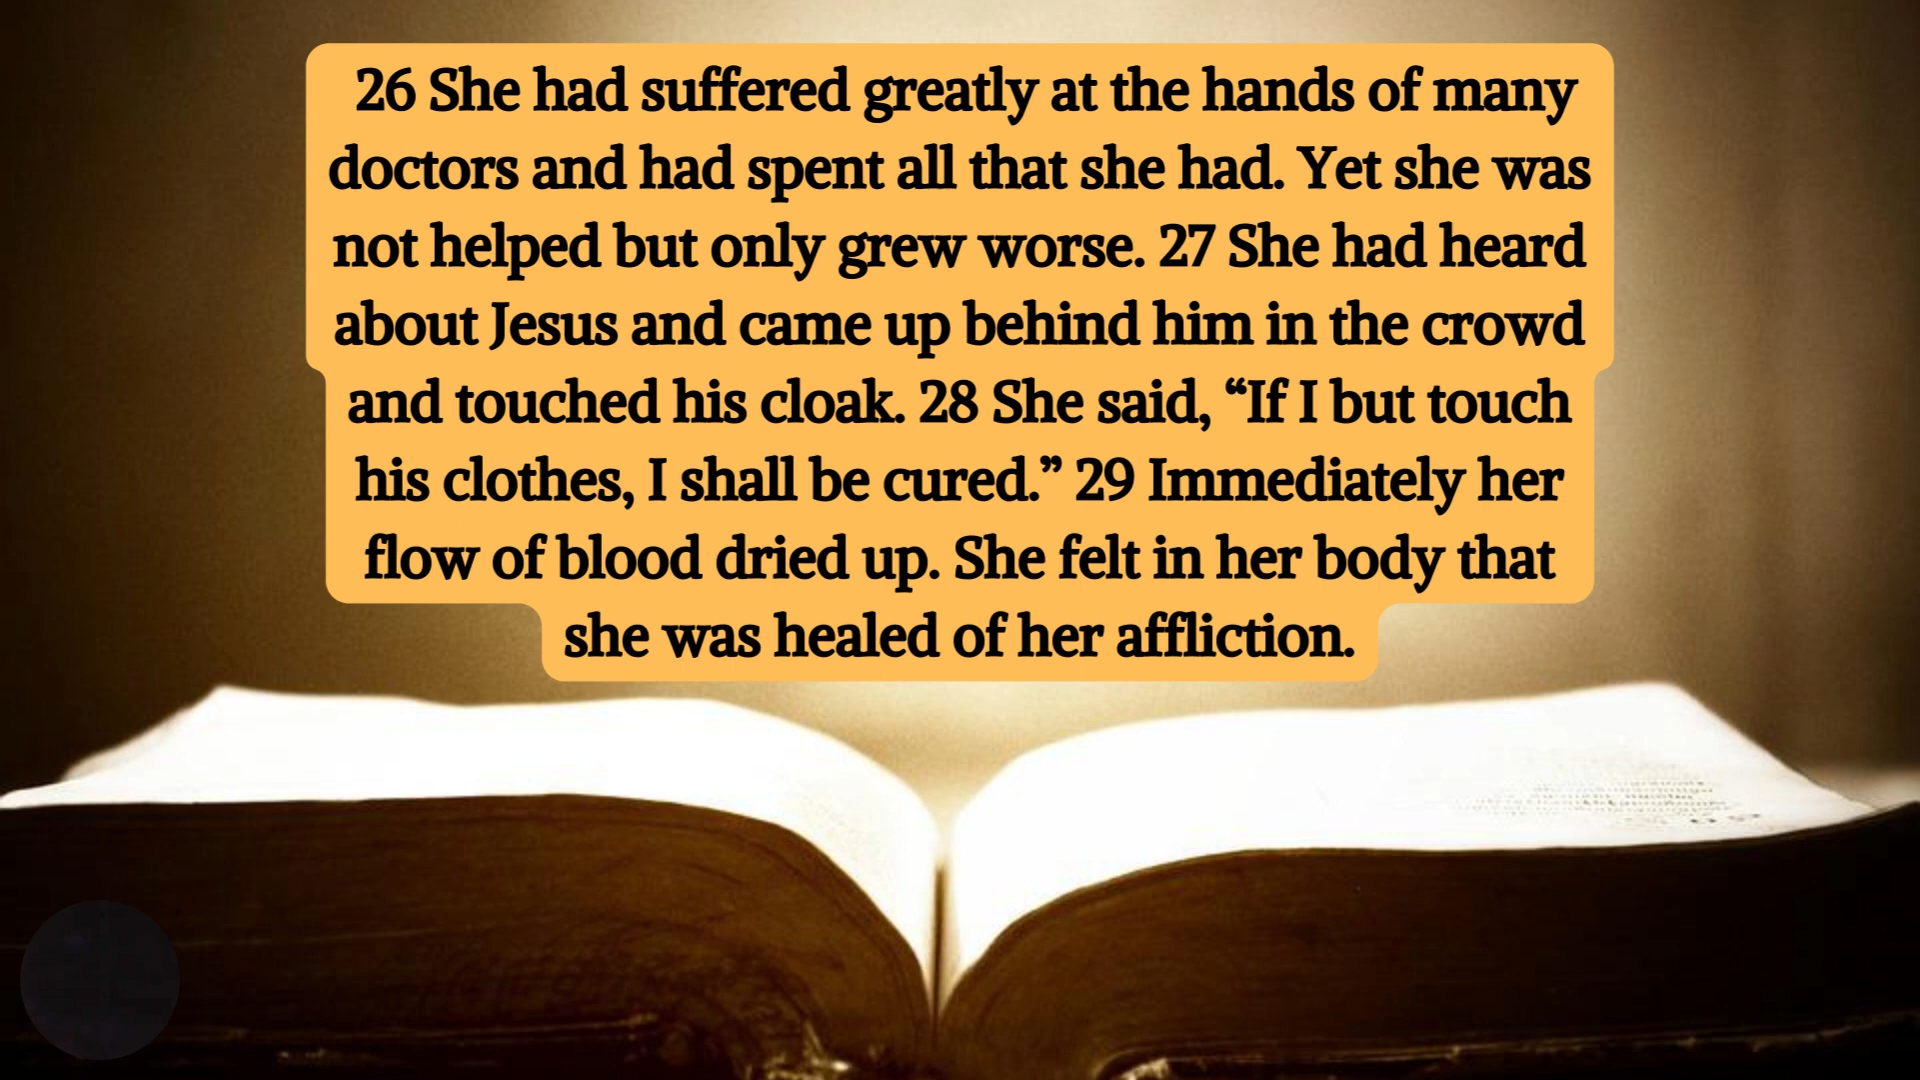 26 She had suffered greatly at the hands of many
doctors and had spent all that she had. Yet she was
not helped but only grew worse. 27 She had heard
about Jesus and came up behind him in the crowd
and touched his cloak. 28 She said, “If I but touch
his clothes, I shall be cured.” 29 Immediately her
flow of blood dried up. She felt in her body that
she was healed of her affliction.